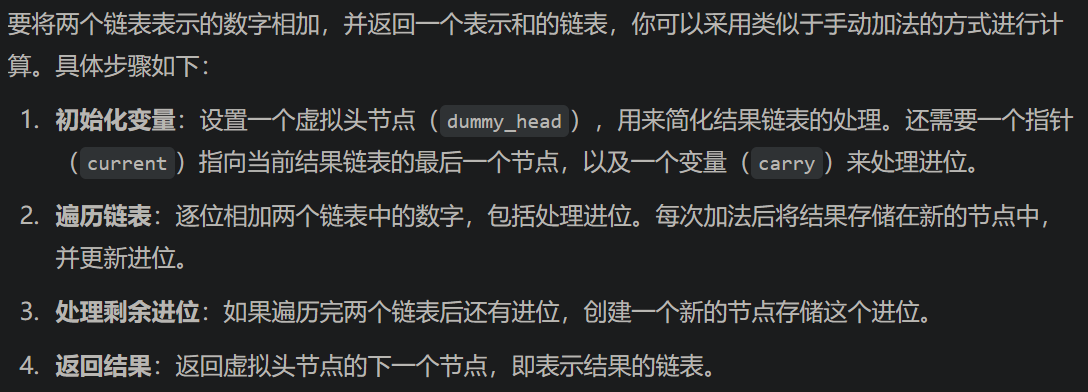 要将两个链表表示的数字相加，并返回一个表示和的链表，你可以采用类似于手动加法的方式进行计
算。具体步骤如下：
1. 初始化变量：设置一个虚拟头节点（dummy_head），用来简化结果链表的处理。还需要一个指针
（current）指向当前结果链表的最后一个节点，以及一个变量（carry）来处理进位。
2. 遍历链表：逐位相加两个链表中的数字，包括处理进位。每次加法后将结果存储在新的节点中，
并更新进位。
3. 处理剩余进位：如果遍历完两个链表后还有进位，创建一个新的节点存储这个进位。
4. 返回结果：返回虚拟头节点的下一个节点，即表示结果的链表。